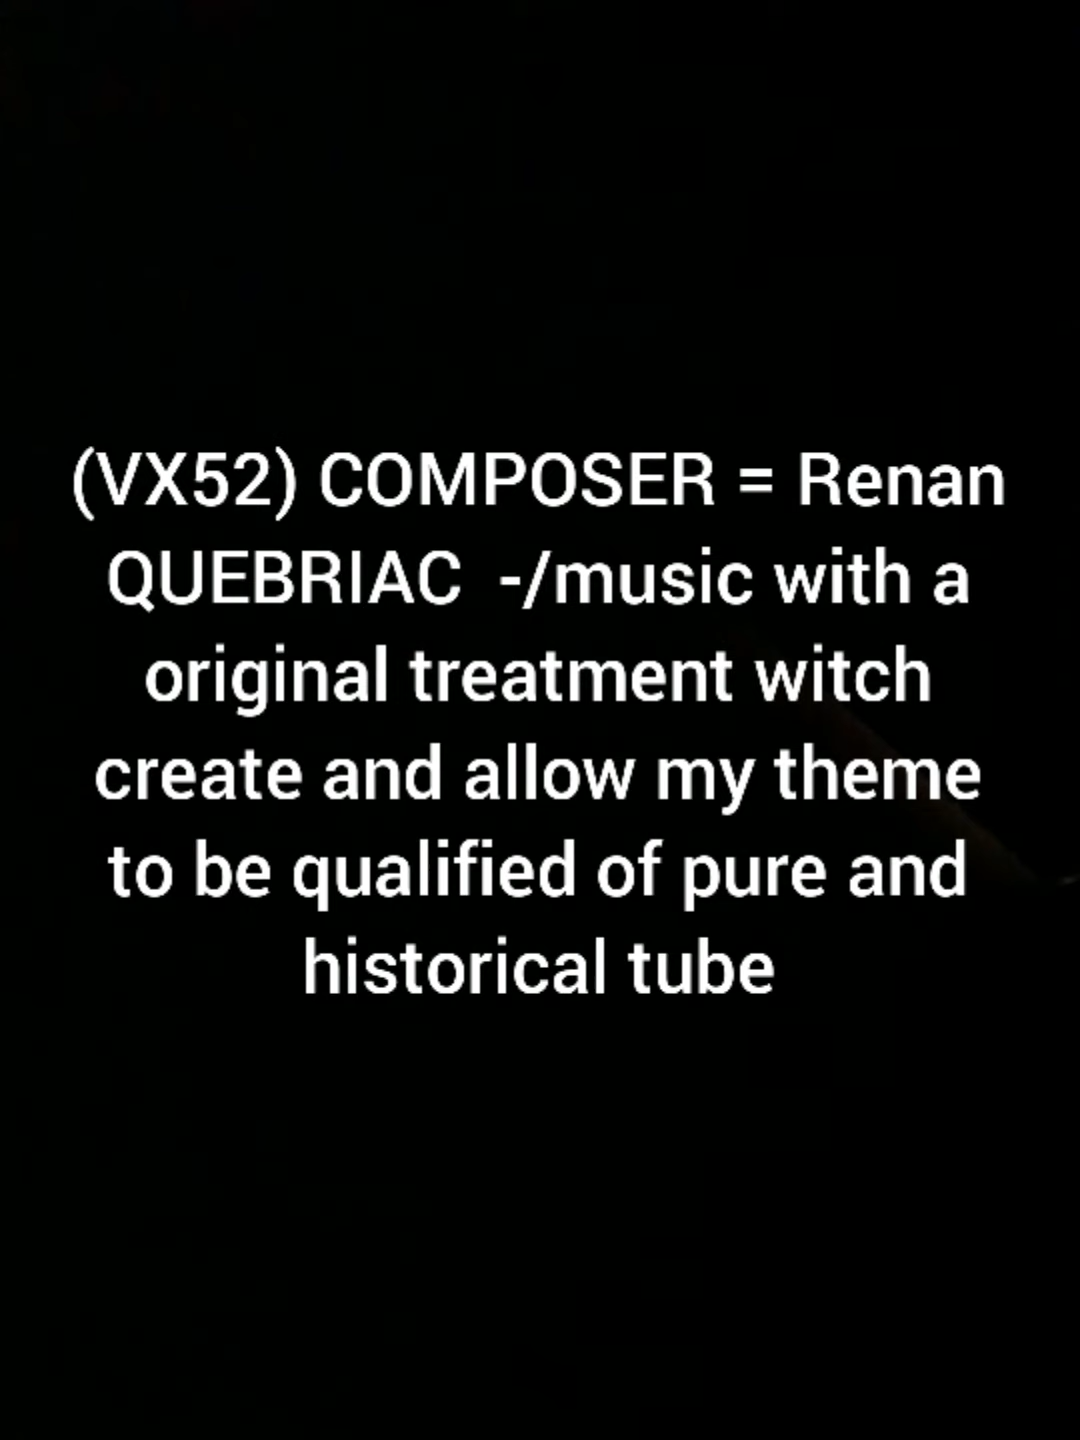 (VX52) COMPOSER = Renan
QUEBRIAC  -/music with a
original treatment witch
create and allow my theme
to be qualified of pure and
historical tube